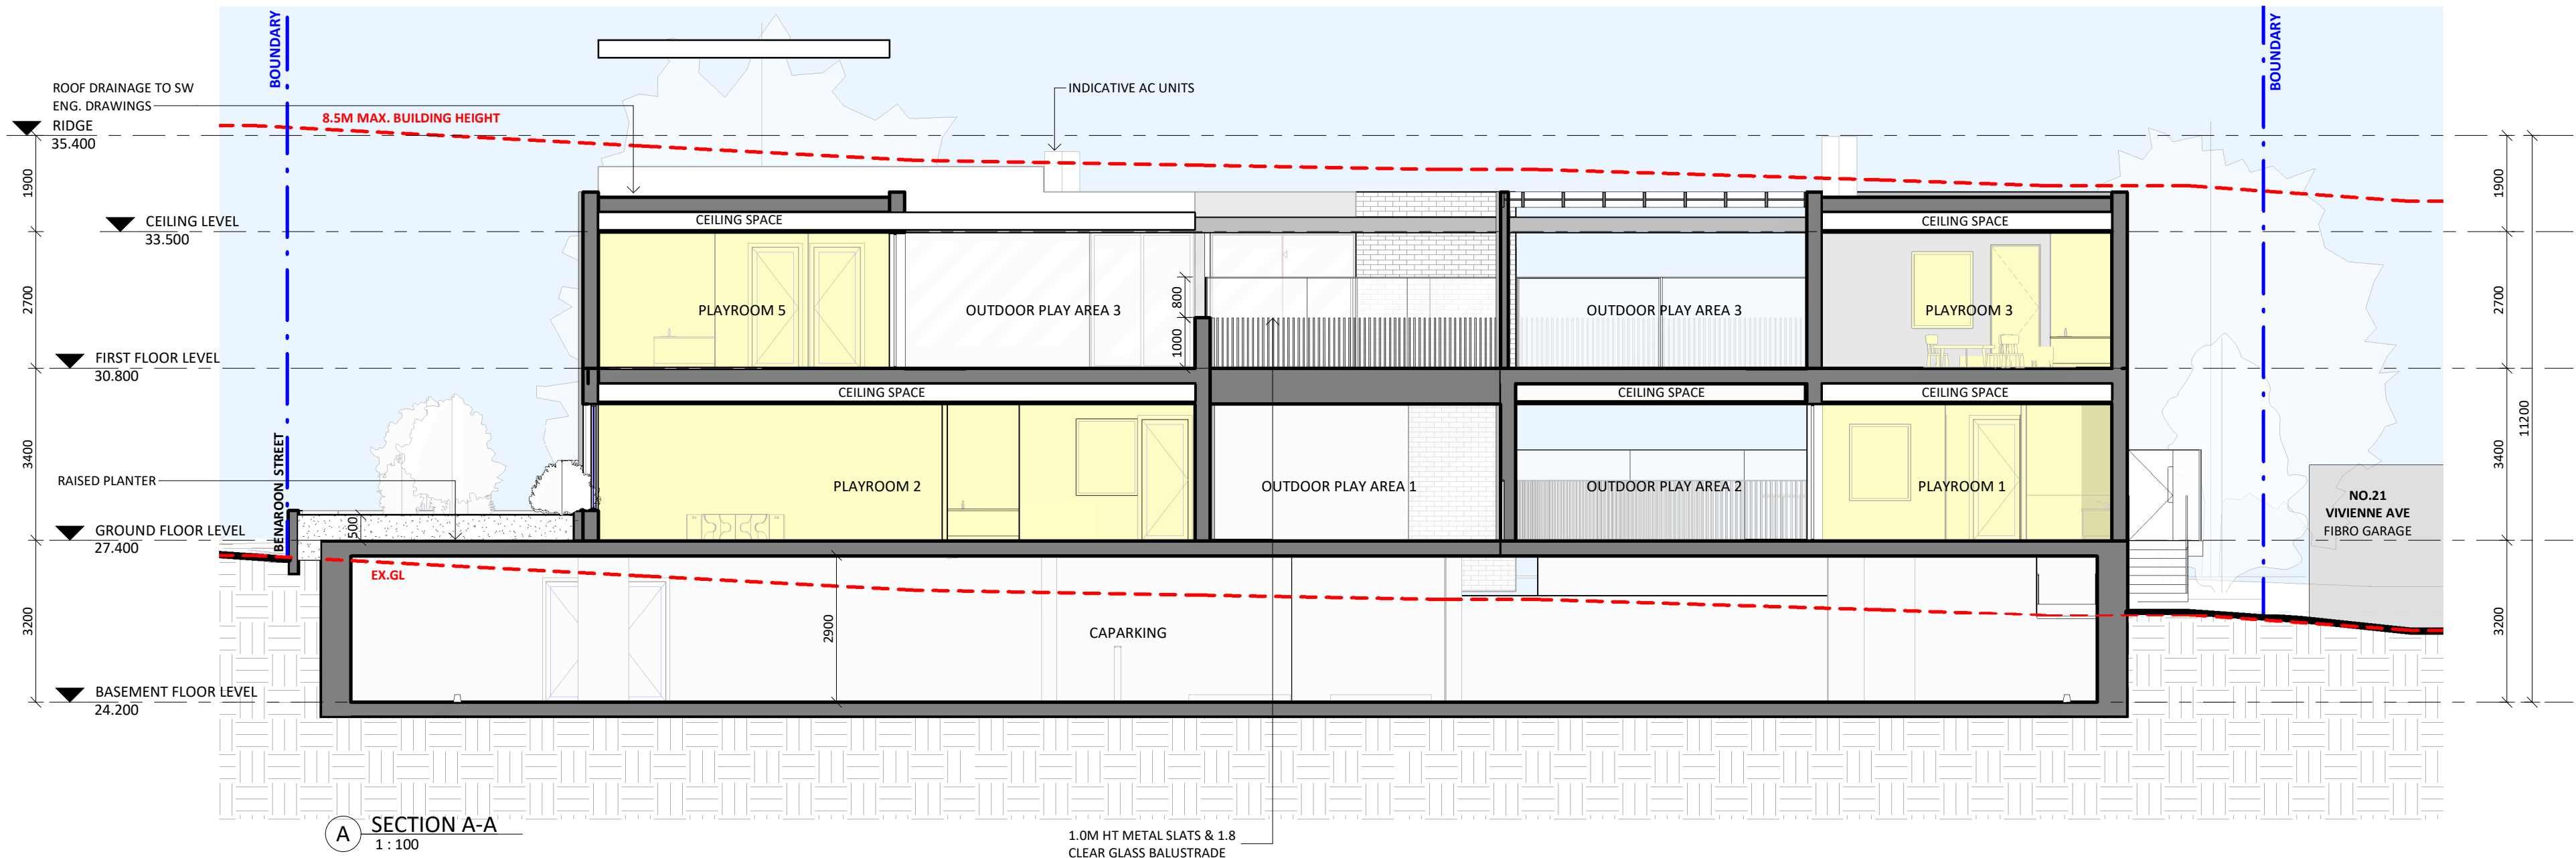 BOUNDARY
BOUNDARY
ROOF DRAINAGE TO SW
ENG. DRAWINGS
INDICATIVE AC UNITS
8.5M MAX. BUILDING HEIGHT
RIDGE
35.400
1900
1900
CEILING SPACE
CEILING SPACE
CEILING LEVEL
33.500
2700
2700
PLAYROOM 5
OUTDOOR PLAY AREA 3
800
1000
OUTDOOR PLAY AREA 3
PLAYROOM 3
FIRST FLOOR LEVEL
30.800
CEILING SPACE
CEILING SPACE
CEILING SPACE
3400
3400
11200
BENAROON STREET
RAISED PLANTER
PLAYROOM 2
OUTDOOR PLAY AREA 1
OUTDOOR PLAY AREA 2
PLAYROOM 1
NO.21
VIVIENNE AVE
FIBRO GARAGE
500
GROUND FLOOR LEVEL
27.400
EX.GL
3200
2900
CAPARKING
3200
BASEMENT FLOOR LEVEL
24.200
A
SECTION A-A
1 : 100
1.0M HT METAL SLATS & 1.8
CLEAR GLASS BALUSTRADE